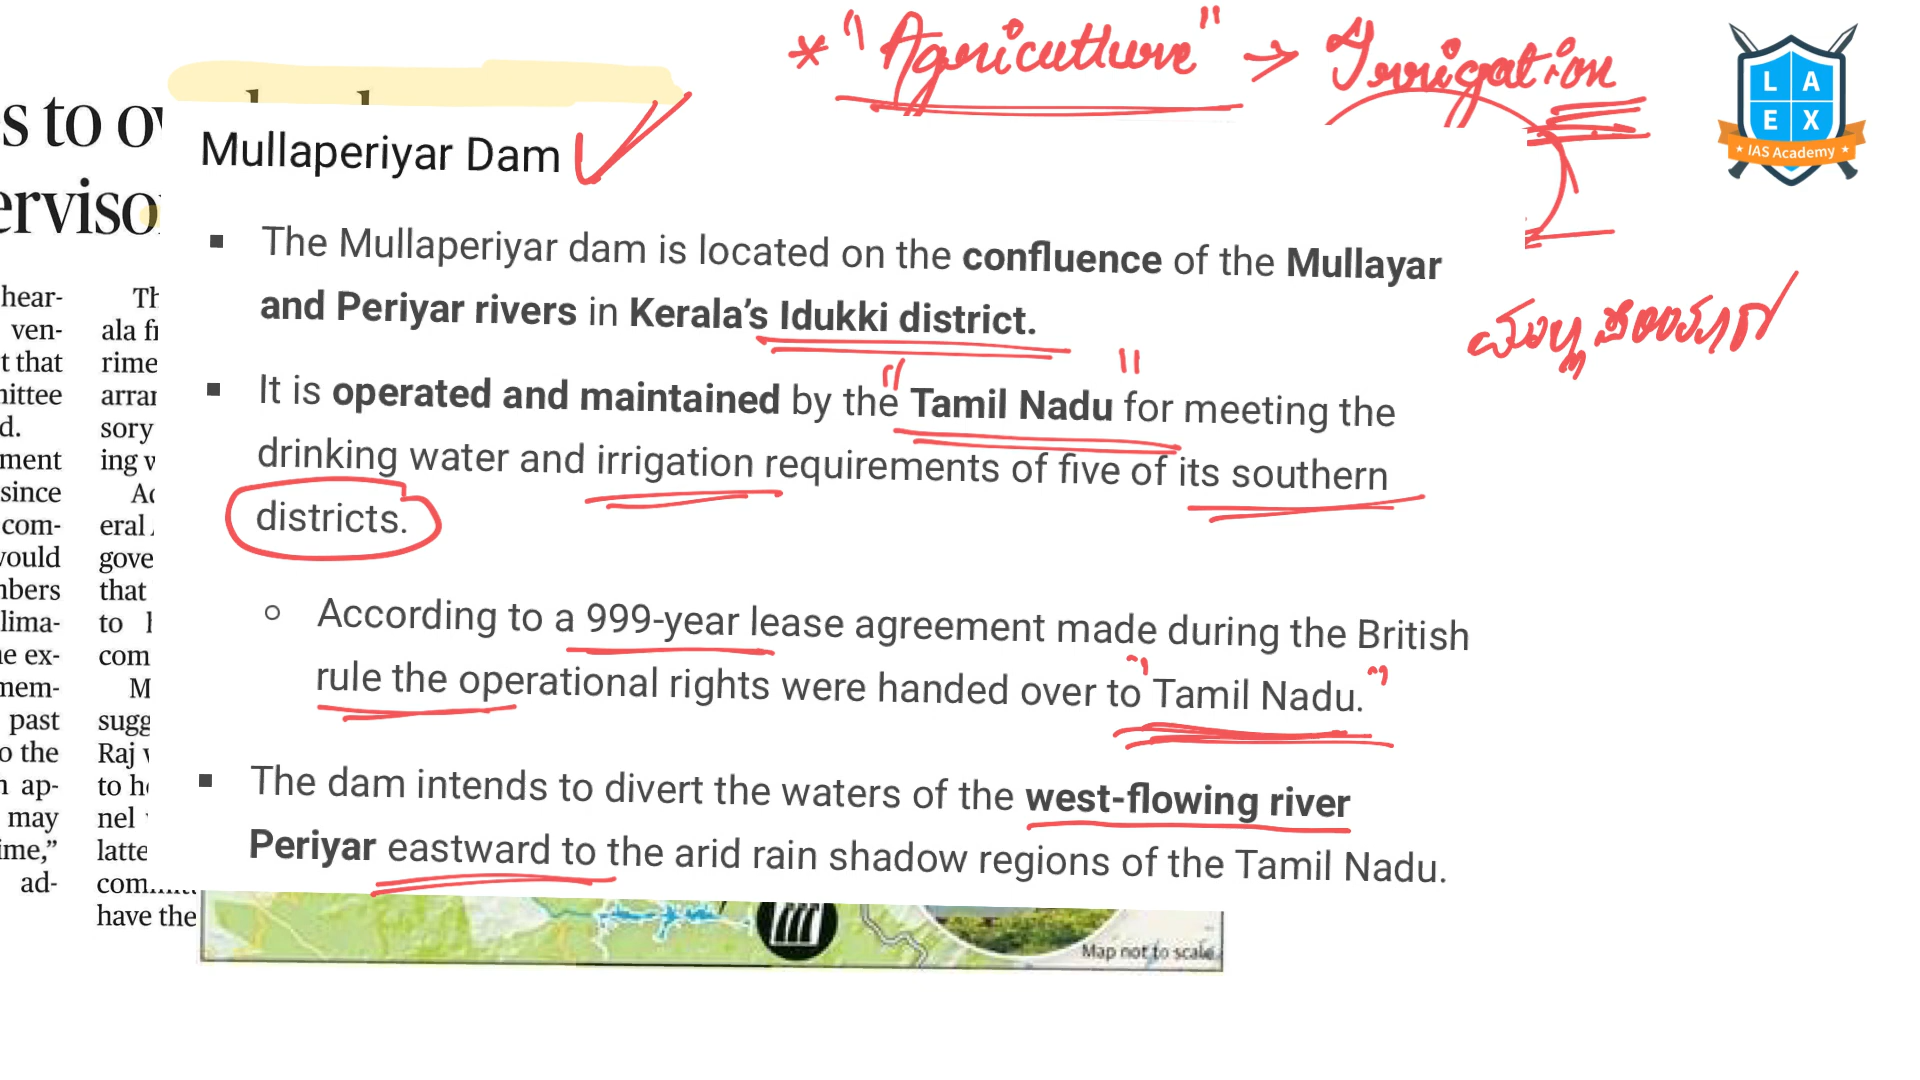 * "Agriculture" → Irrigation
L A
E X
IAS Academy
s to ov
erviso
Mullaperiyar Dam
▪ The Mullaperiyar dam is located on the confluence of the Mullayar
and Periyar rivers in Kerala's Idukki district.
▪ It is operated and maintained by the "Tamil Nadu" for meeting the
drinking water and irrigation requirements of five of its southern
districts.
○ According to a 999-year lease agreement made during the British
rule the operational rights were handed over to "Tamil Nadu."
▪ The dam intends to divert the waters of the west-flowing river
Periyar eastward to the arid rain shadow regions of the Tamil Nadu.
hear-
ven-
t that
nittee
d.
ment
since
com-
vould
nbers
lima-
e ex-
mem-
past
o the
n ap-
may
ime,"
ad-
Th
ala fi
rime
arrar
sory
ing v
Ac
eral
gove
that
to
com
M
sugg
Raj
to he
nel
latte
com
have the
Map not to scale